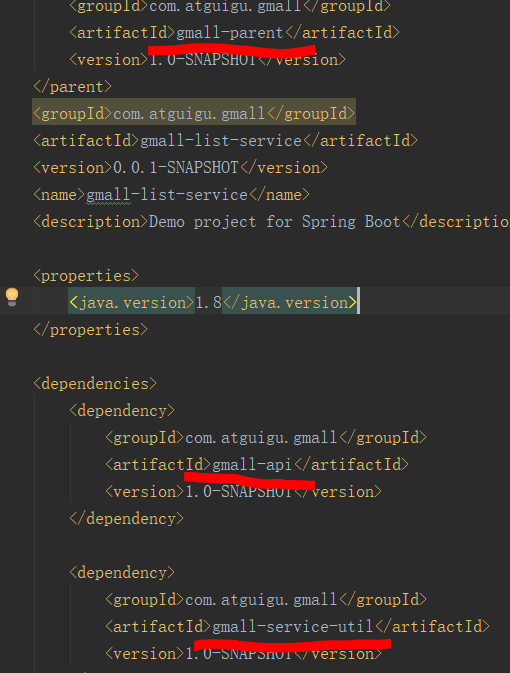 <groupId>com.atguigu.gmall</groupId>
<artifactId>gmall-parent</artifactId>
<version>1.0-SNAPSHOT</version>
</parent>
<groupId>com.atguigu.gmall</groupId>
<artifactId>gmall-list-service</artifactId>
<version>0.0.1-SNAPSHOT</version>
<name>gmall-list-service</name>
<description>Demo project for Spring Boot</descriptio
<properties>
<java.version>1.8</java.version>
</properties>
<dependencies>
<dependency>
<groupId>com.atguigu.gmall</groupId>
<artifactId>gmall-api</artifactId>
<version>1.0-SNAPSHOT</version>
</dependency>
<dependency>
<groupId>com.atguigu.gmall</groupId>
<artifactId>gmall-service-util</artifactId>
<version>1.0-SNAPSHOT</version>